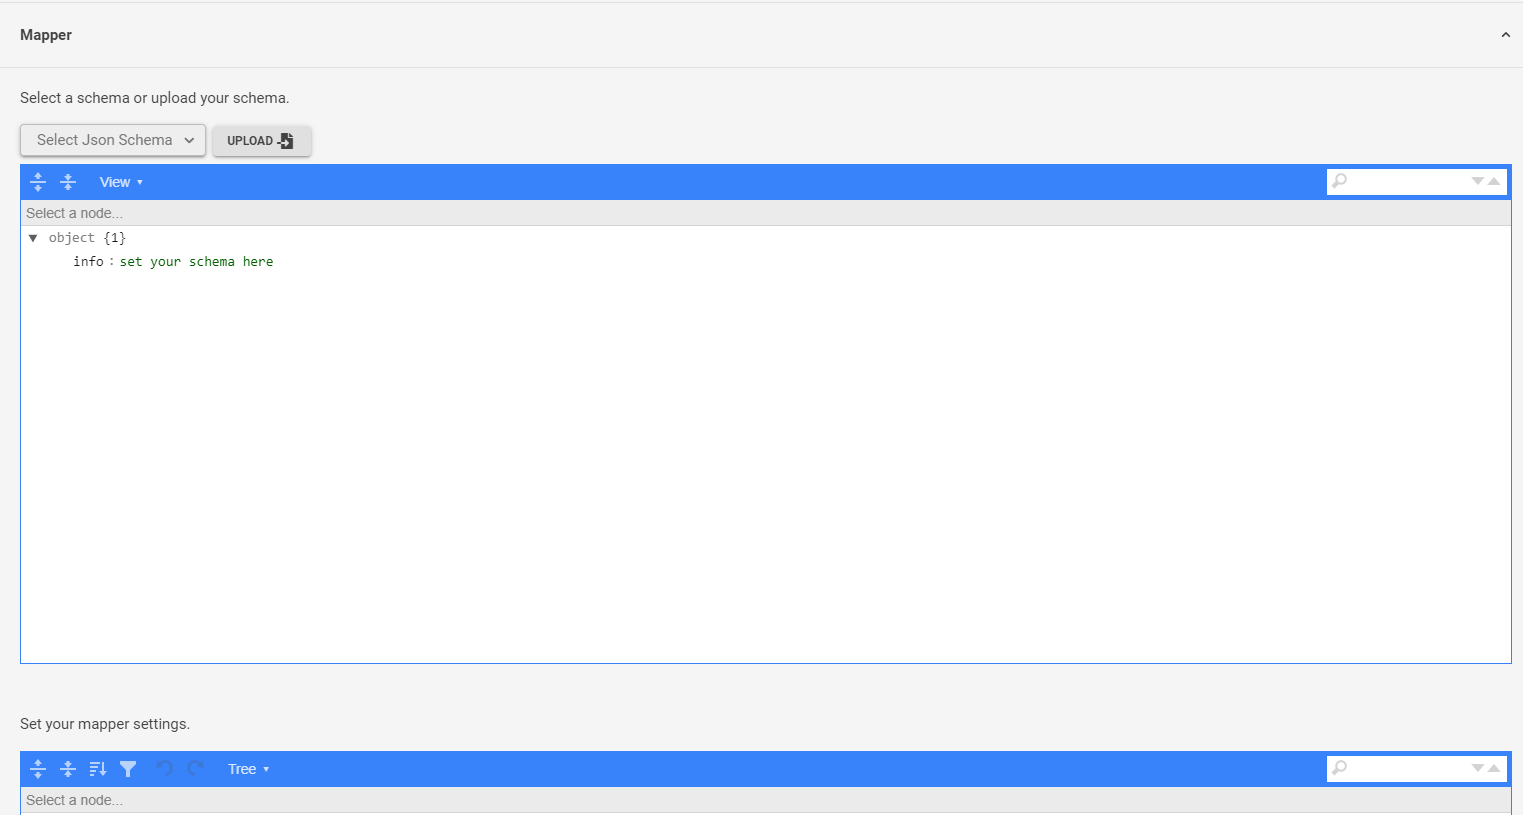 Mapper
Select a schema or upload your schema.
Select Json Schema UPLOAD
View
Select a node...
object {1}
info : set your schema here
Set your mapper settings.
Tree
Select a node...